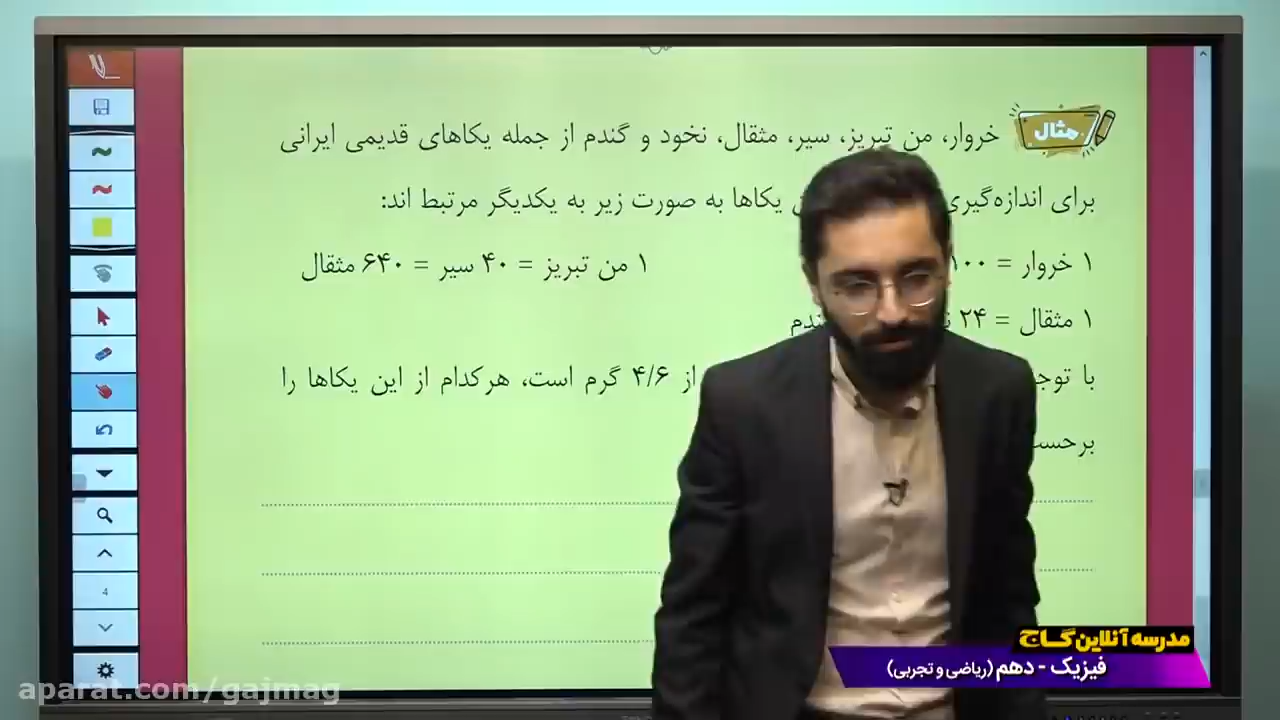 مثال
خروار، من تبریز، سیر، مثقال، نخود و گندم از جمله یکاهای قدیمی ایرانی
برای اندازه‌گیری یکاها به صورت زیر به یکدیگر مرتبط اند:
۱ خروار = ۱۰۰ ۱ من تبریز = ۴۰ سیر = ۶۴۰ مثقال
۱ مثقال = ۲۴
با از ۴/۶ گرم است، هرکدام از این یکاها را
۴
مدرسه آنلاین گاج
فیزیک - دهم (ریاضی و تجربی)
aparat.com/gajmag